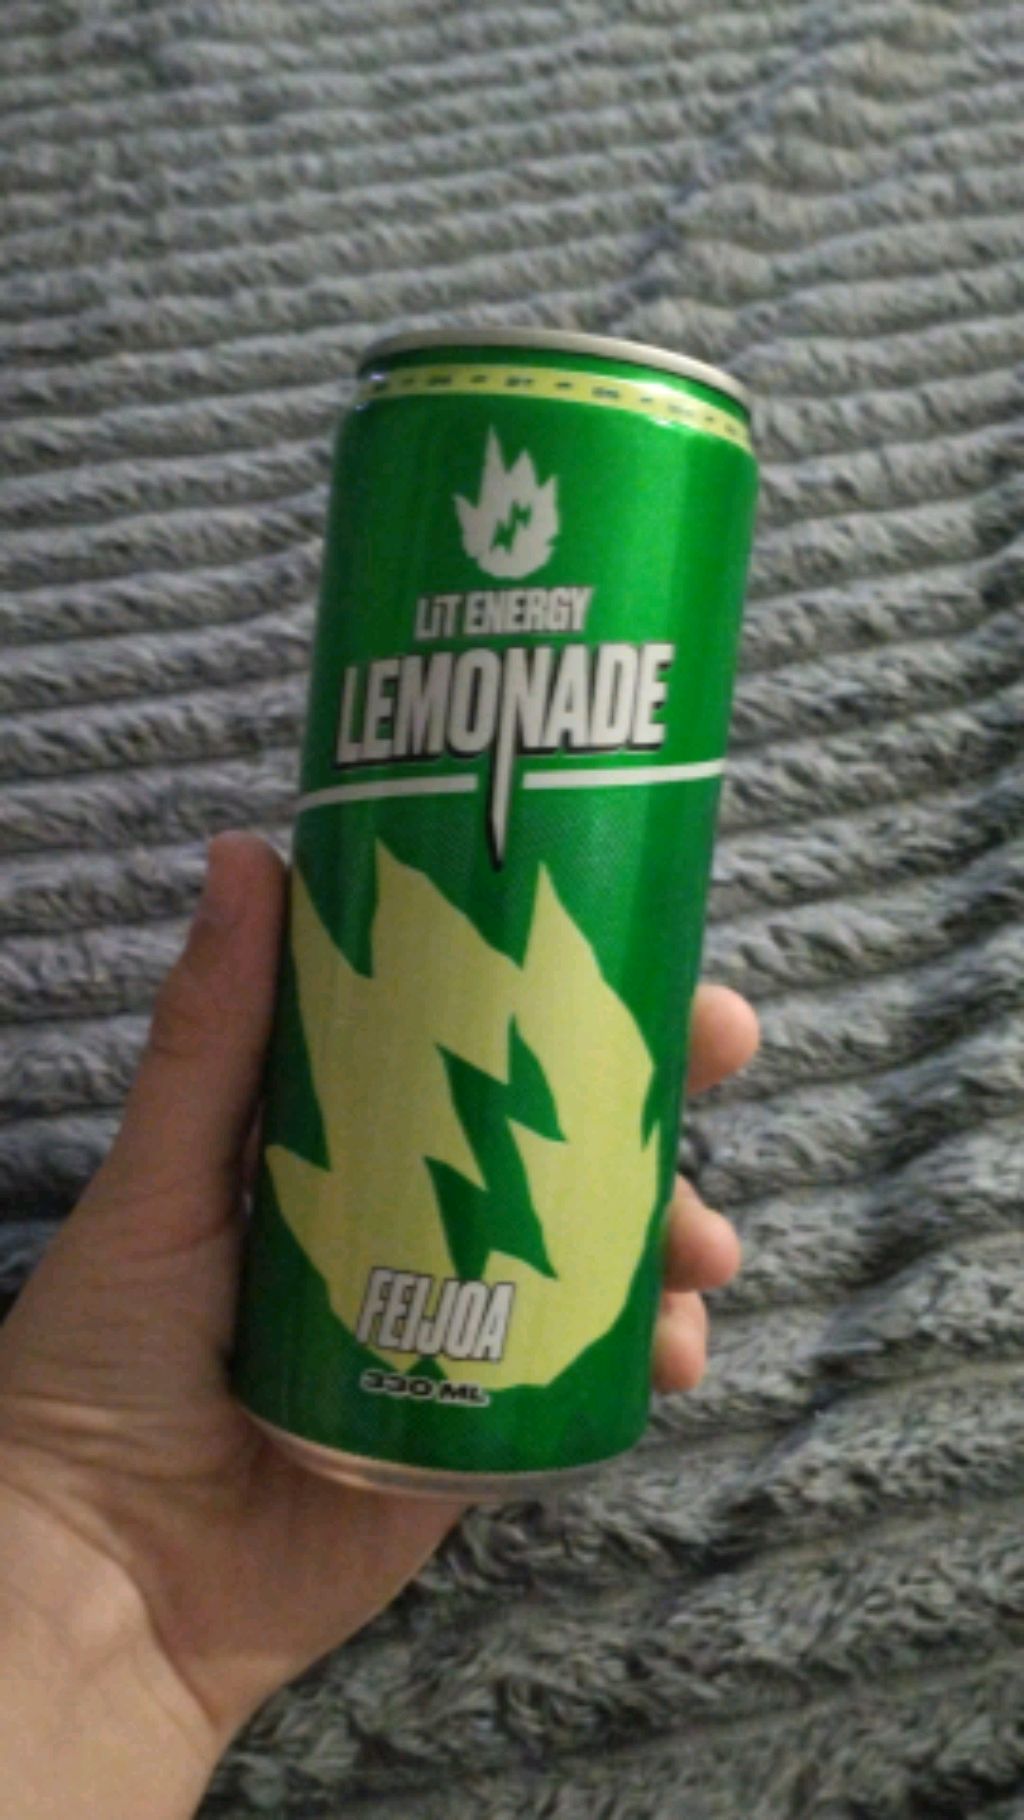 LiT ENERGY
LEMONADE
FEIJOA
330 ML